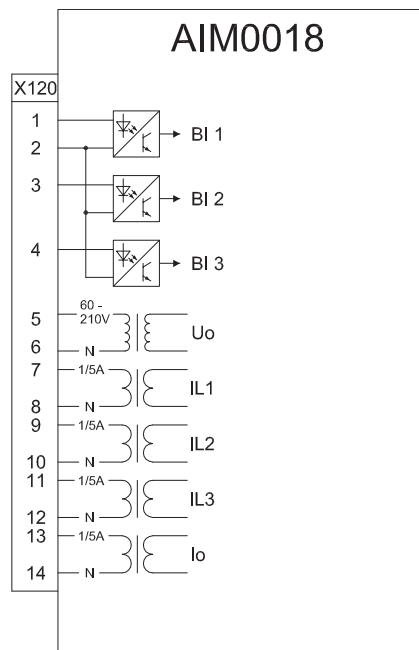 AIM0018
X120
1
2
BI 1
3
BI 2
4
BI 3
5
60 -
210V
Uo
6
N
7
1/5A
IL1
8
N
9
1/5A
IL2
10
N
11
1/5A
IL3
12
N
13
1/5A
Io
14
N